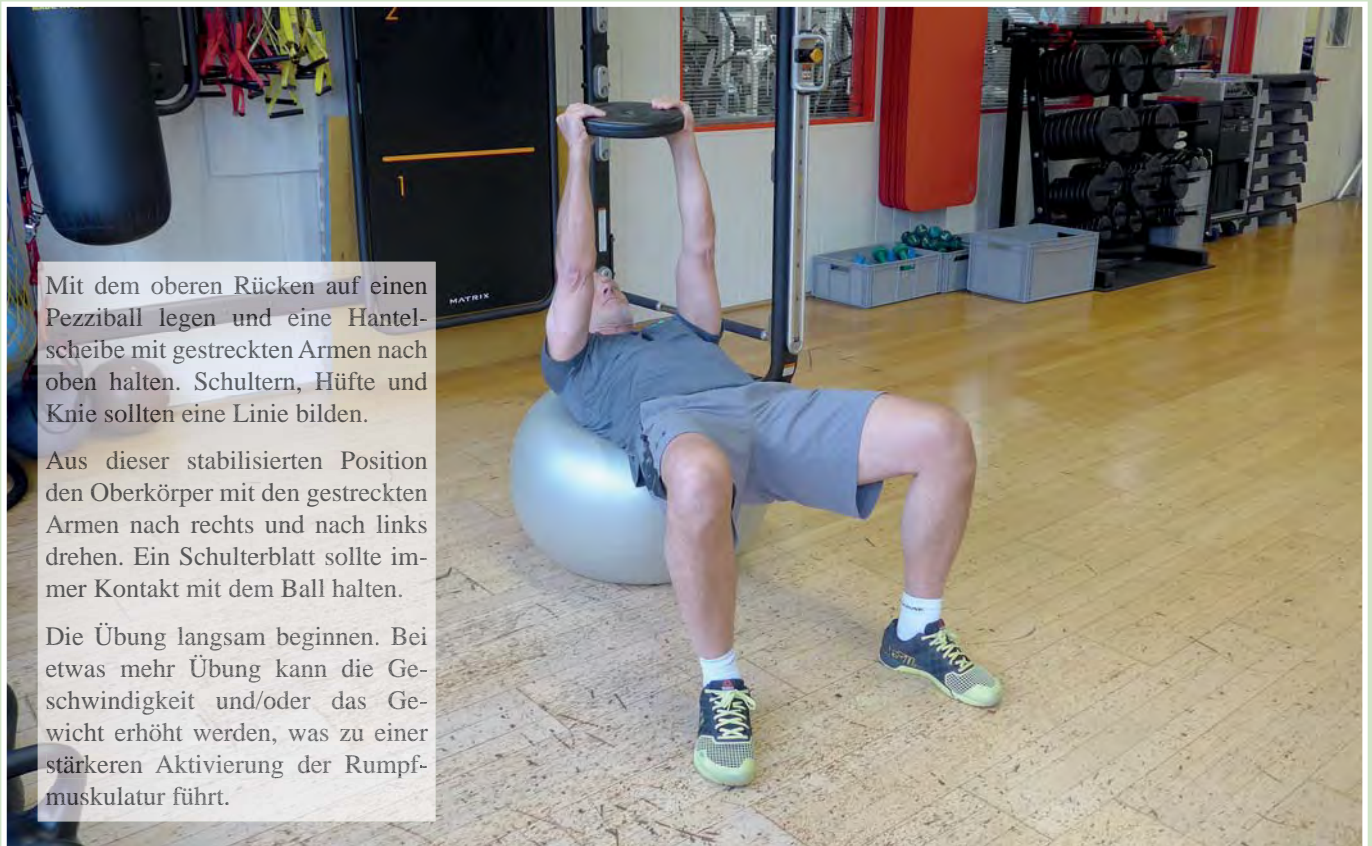 2
1
MATRIX
Mit dem oberen Rücken auf einen
Pezziball legen und eine Hantel-
scheibe mit gestreckten Armen nach
oben halten. Schultern, Hüfte und
Knie sollten eine Linie bilden.
Aus dieser stabilisierten Position
den Oberkörper mit den gestreckten
Armen nach rechts und nach links
drehen. Ein Schulterblatt sollte im-
mer Kontakt mit dem Ball halten.
Die Übung langsam beginnen. Bei
etwas mehr Übung kann die Ge-
schwindigkeit und/oder das Ge-
wicht erhöht werden, was zu einer
stärkeren Aktivierung der Rumpf-
muskulatur führt.